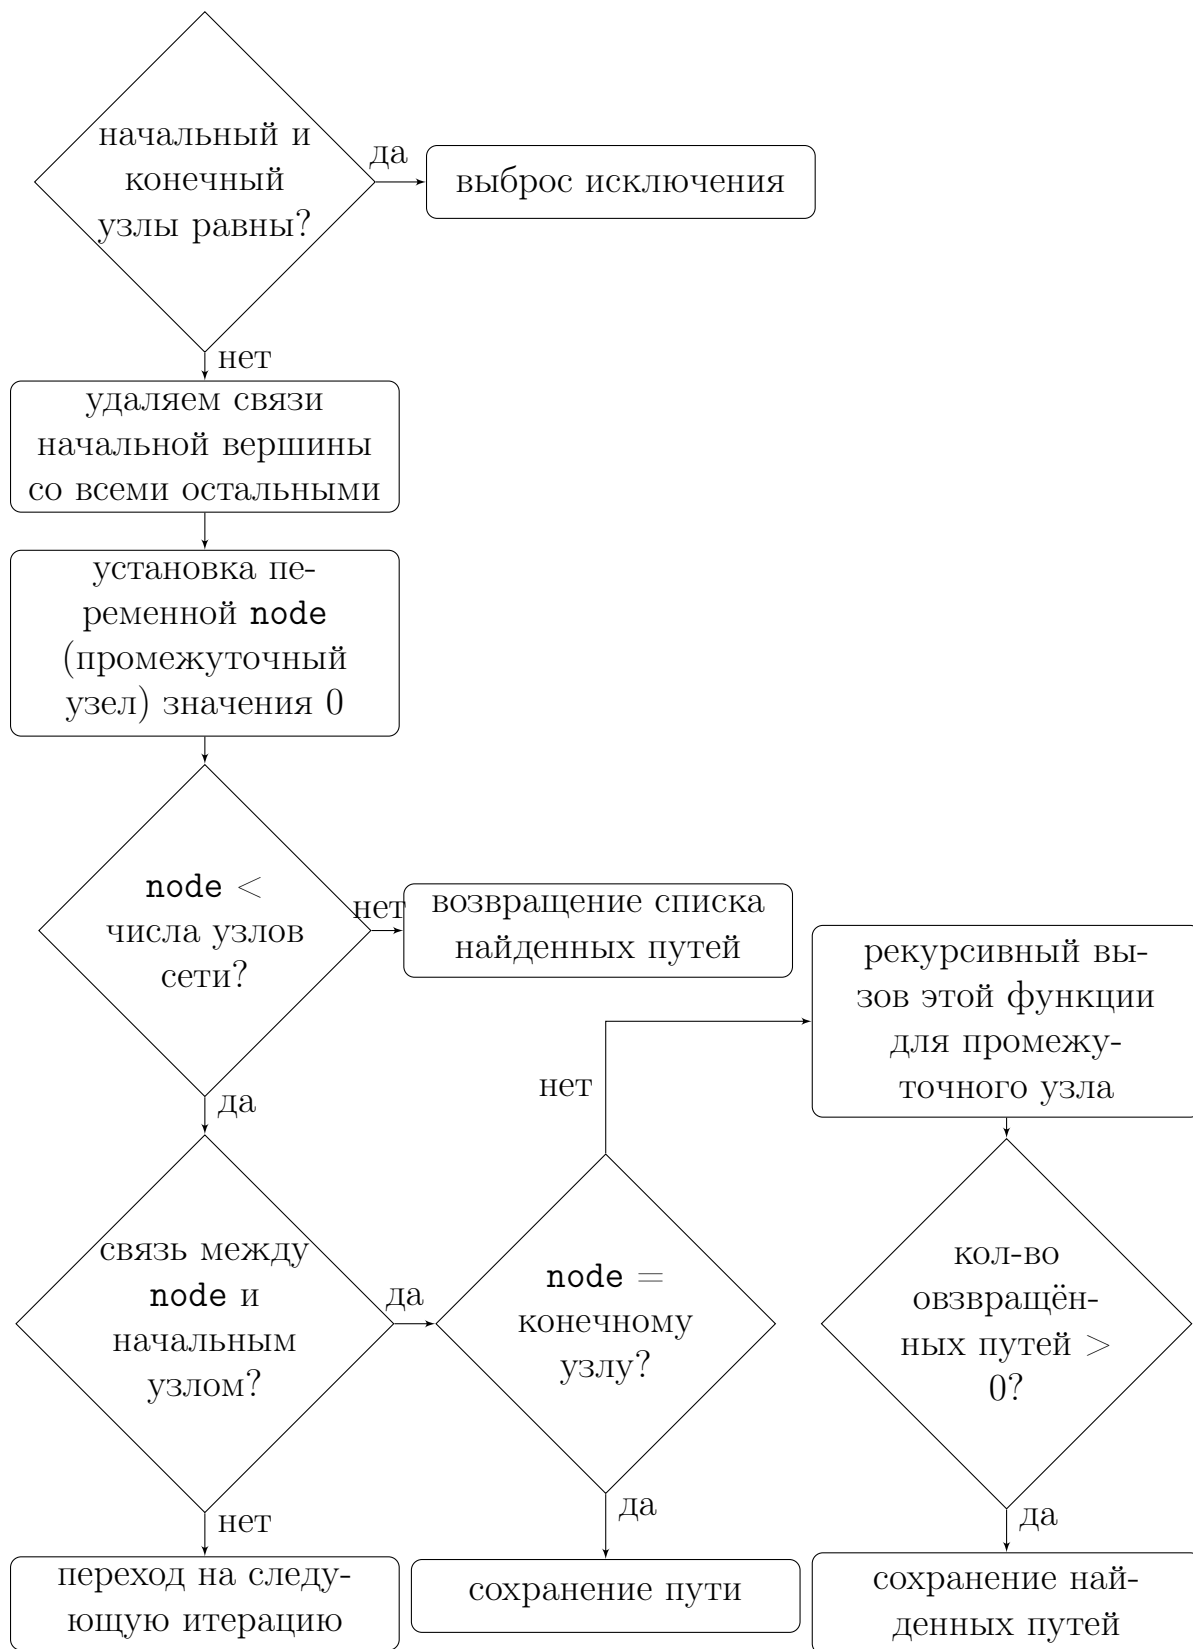 начальный и
конечный
узлы равны?
да
выброс исключения
нет
удаляем связи
начальной вершины
со всеми остальными
установка пе-
ременной node
(промежуточный
узел) значения 0
node <
числа узлов
сети?
нет
возвращение списка
найденных путей
да
рекурсивный вы-
зов этой функции
для промежу-
точного узла
связь между
node и
начальным
узлом?
да
node =
конечному
узлу?
нет
кол-во
овзвращён-
ных путей >
0?
нет
переход на следу-
ющую итерацию
да
сохранение пути
да
сохранение най-
денных путей